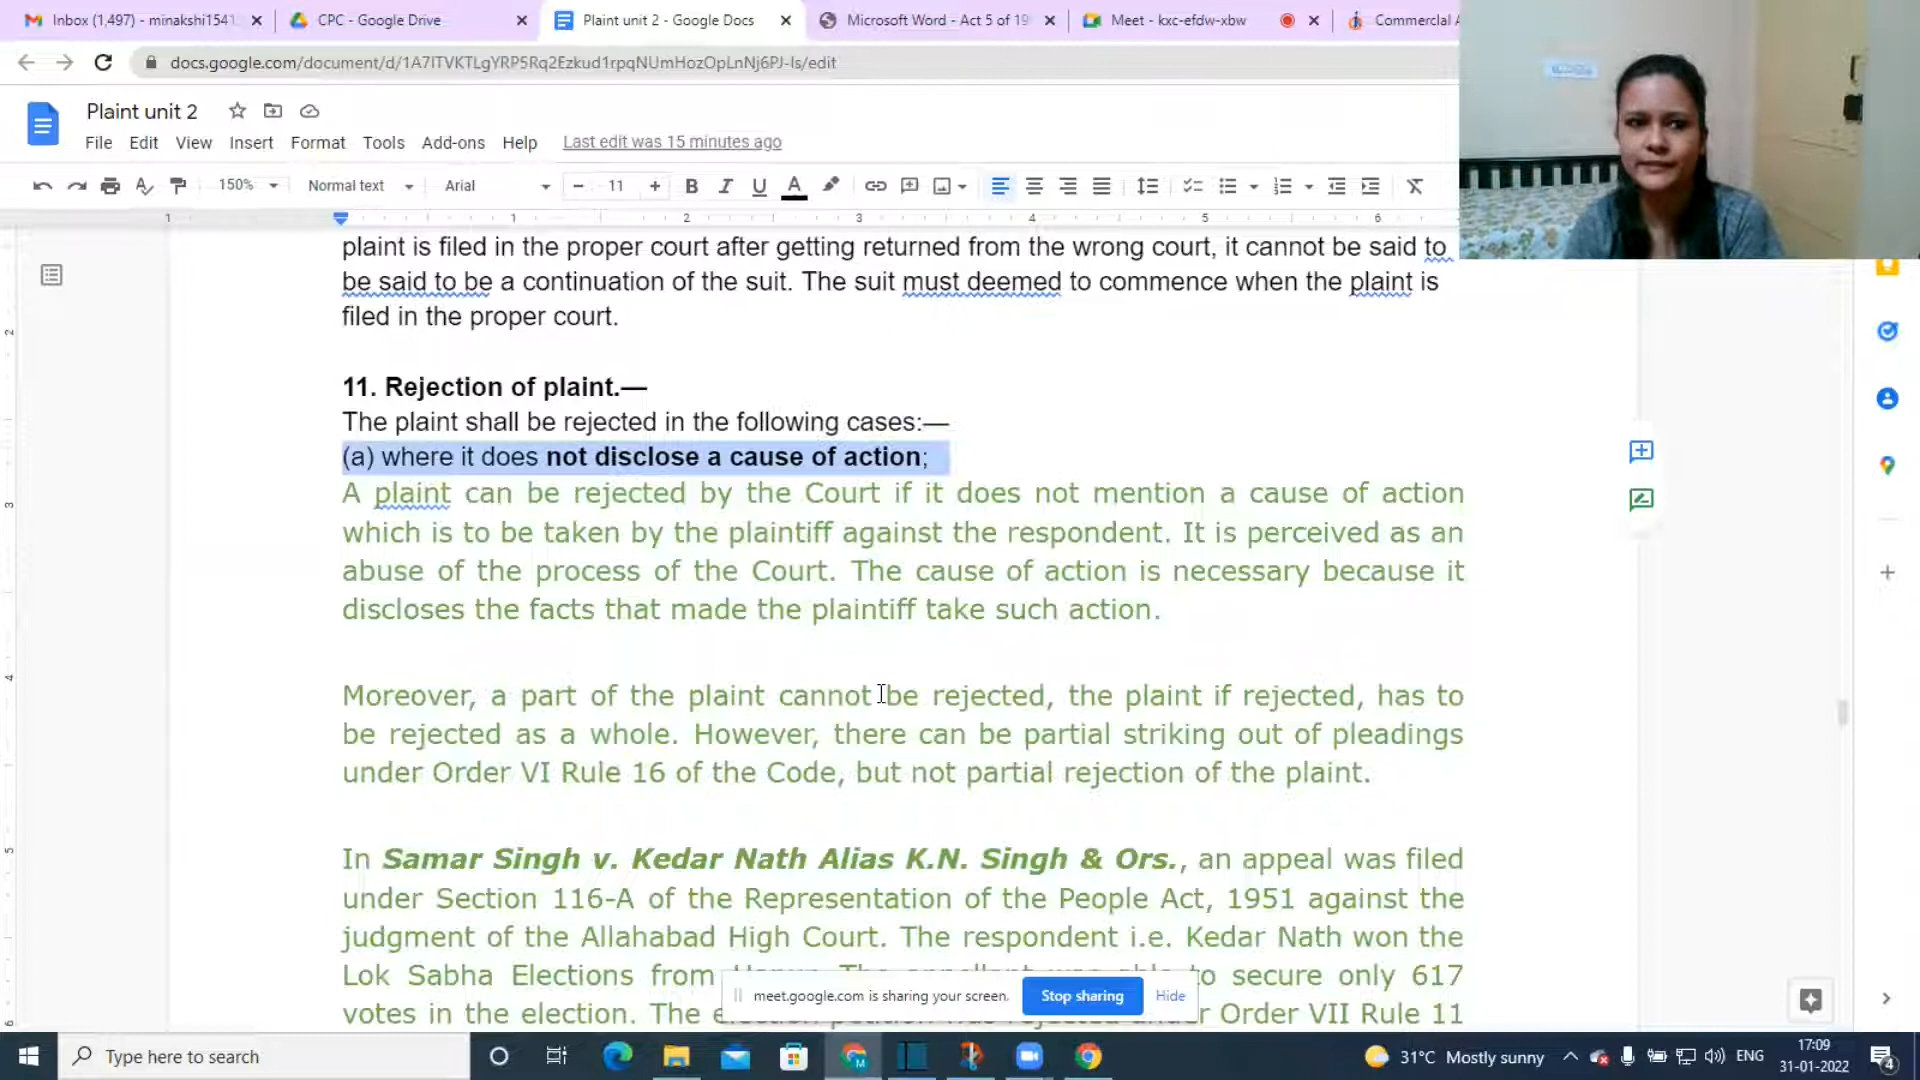 Inbox (1,497) - minakshi1541
CPC - Google Drive
Plaint unit 2 - Google Docs
Microsoft Word - Act 5 of 19
Meet - kxc-efdw-xbw
Commercial A
docs.google.com/document/d/1A7ITVKTLgYRP5Rq2Ezkud1rpqNUmHozOpLnNj6PJ-ls/edit
Plaint unit 2
File Edit View Insert Format Tools Add-ons Help Last edit was 15 minutes ago
150% Normal text Arial 11
1 1 2 3 4 5 6
plaint is filed in the proper court after getting returned from the wrong court, it cannot be said to
be said to be a continuation of the suit. The suit must deemed to commence when the plaint is
filed in the proper court.
11. Rejection of plaint.—
The plaint shall be rejected in the following cases:—
(a) where it does not disclose a cause of action;
A plaint can be rejected by the Court if it does not mention a cause of action
which is to be taken by the plaintiff against the respondent. It is perceived as an
abuse of the process of the Court. The cause of action is necessary because it
discloses the facts that made the plaintiff take such action.
Moreover, a part of the plaint cannot be rejected, the plaint if rejected, has to
be rejected as a whole. However, there can be partial striking out of pleadings
under Order VI Rule 16 of the Code, but not partial rejection of the plaint.
In Samar Singh v. Kedar Nath Alias K.N. Singh & Ors., an appeal was filed
under Section 116-A of the Representation of the People Act, 1951 against the
judgment of the Allahabad High Court. The respondent i.e. Kedar Nath won the
Lok Sabha Elections from to secure only 617
votes in the election. The Order VII Rule 11
meet.google.com is sharing your screen. Stop sharing Hide
Type here to search
31°C Mostly sunny
ENG
17:09
31-01-2022
4